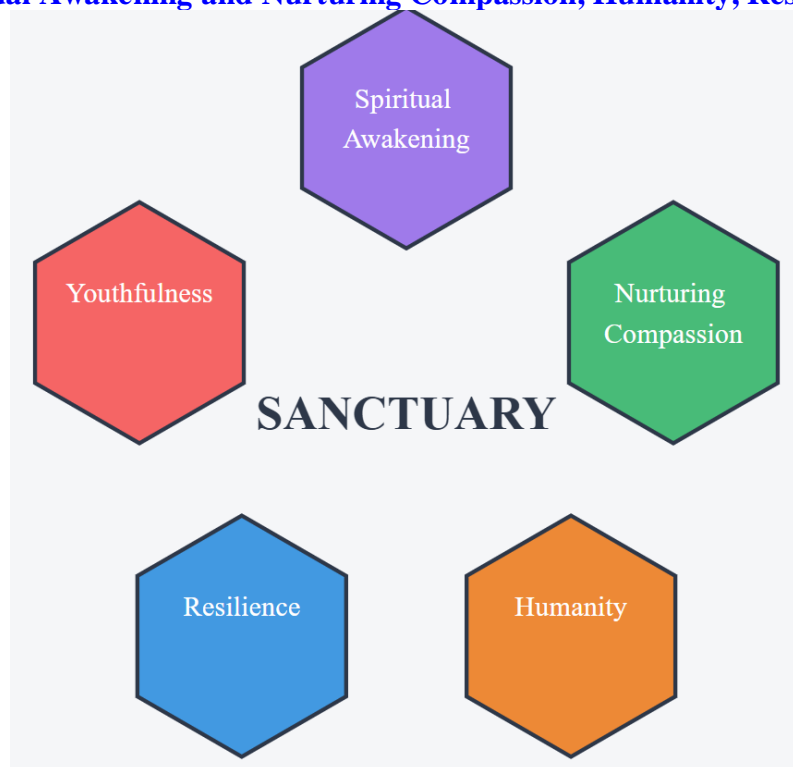 Awakening and Nurturing Compassion, Humanity,
Spiritual
Awakening
Youthfulness
Nurturing
Compassion
SANCTUARY
Resilience
Humanity